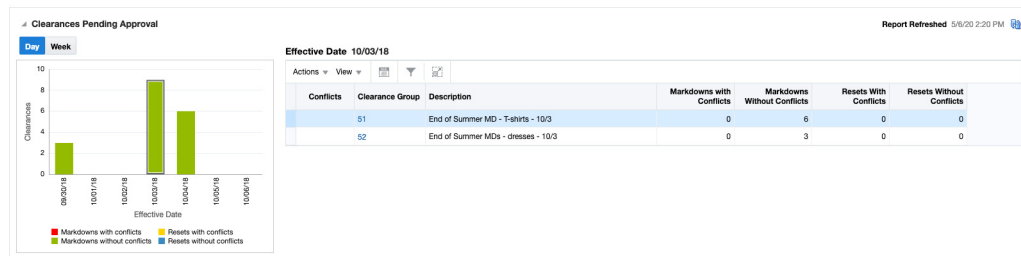 Clearances Pending Approval
Report Refreshed 5/6/20 2:20 PM
Day Week
Effective Date 10/03/18
Actions View
Conflicts Clearance Group Description Markdowns with Conflicts Markdowns Without Conflicts Resets With Conflicts Resets Without Conflicts
51 End of Summer MD - T-shirts - 10/3 0 6 0 0
52 End of Summer MDs - dresses - 10/3 0 3 0 0
Clearances
10
8
6
4
2
0
09/30/18 10/01/18 10/02/18 10/03/18 10/04/18 10/05/18 10/06/18
Effective Date
Markdowns with conflicts Resets with conflicts
Markdowns without conflicts Resets without conflicts